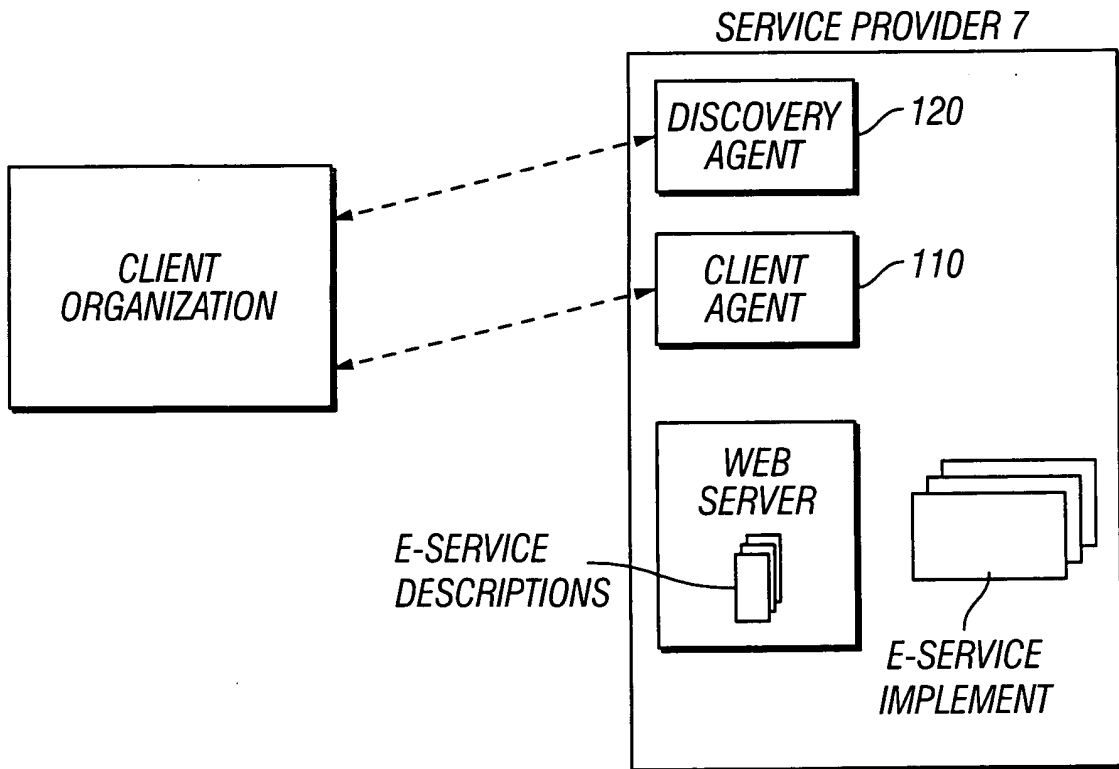 SERVICE PROVIDER 7
DISCOVERY
AGENT
120
CLIENT
ORGANIZATION
CLIENT
AGENT
110
WEB
SERVER
E-SERVICE
DESCRIPTIONS
E-SERVICE
IMPLEMENT